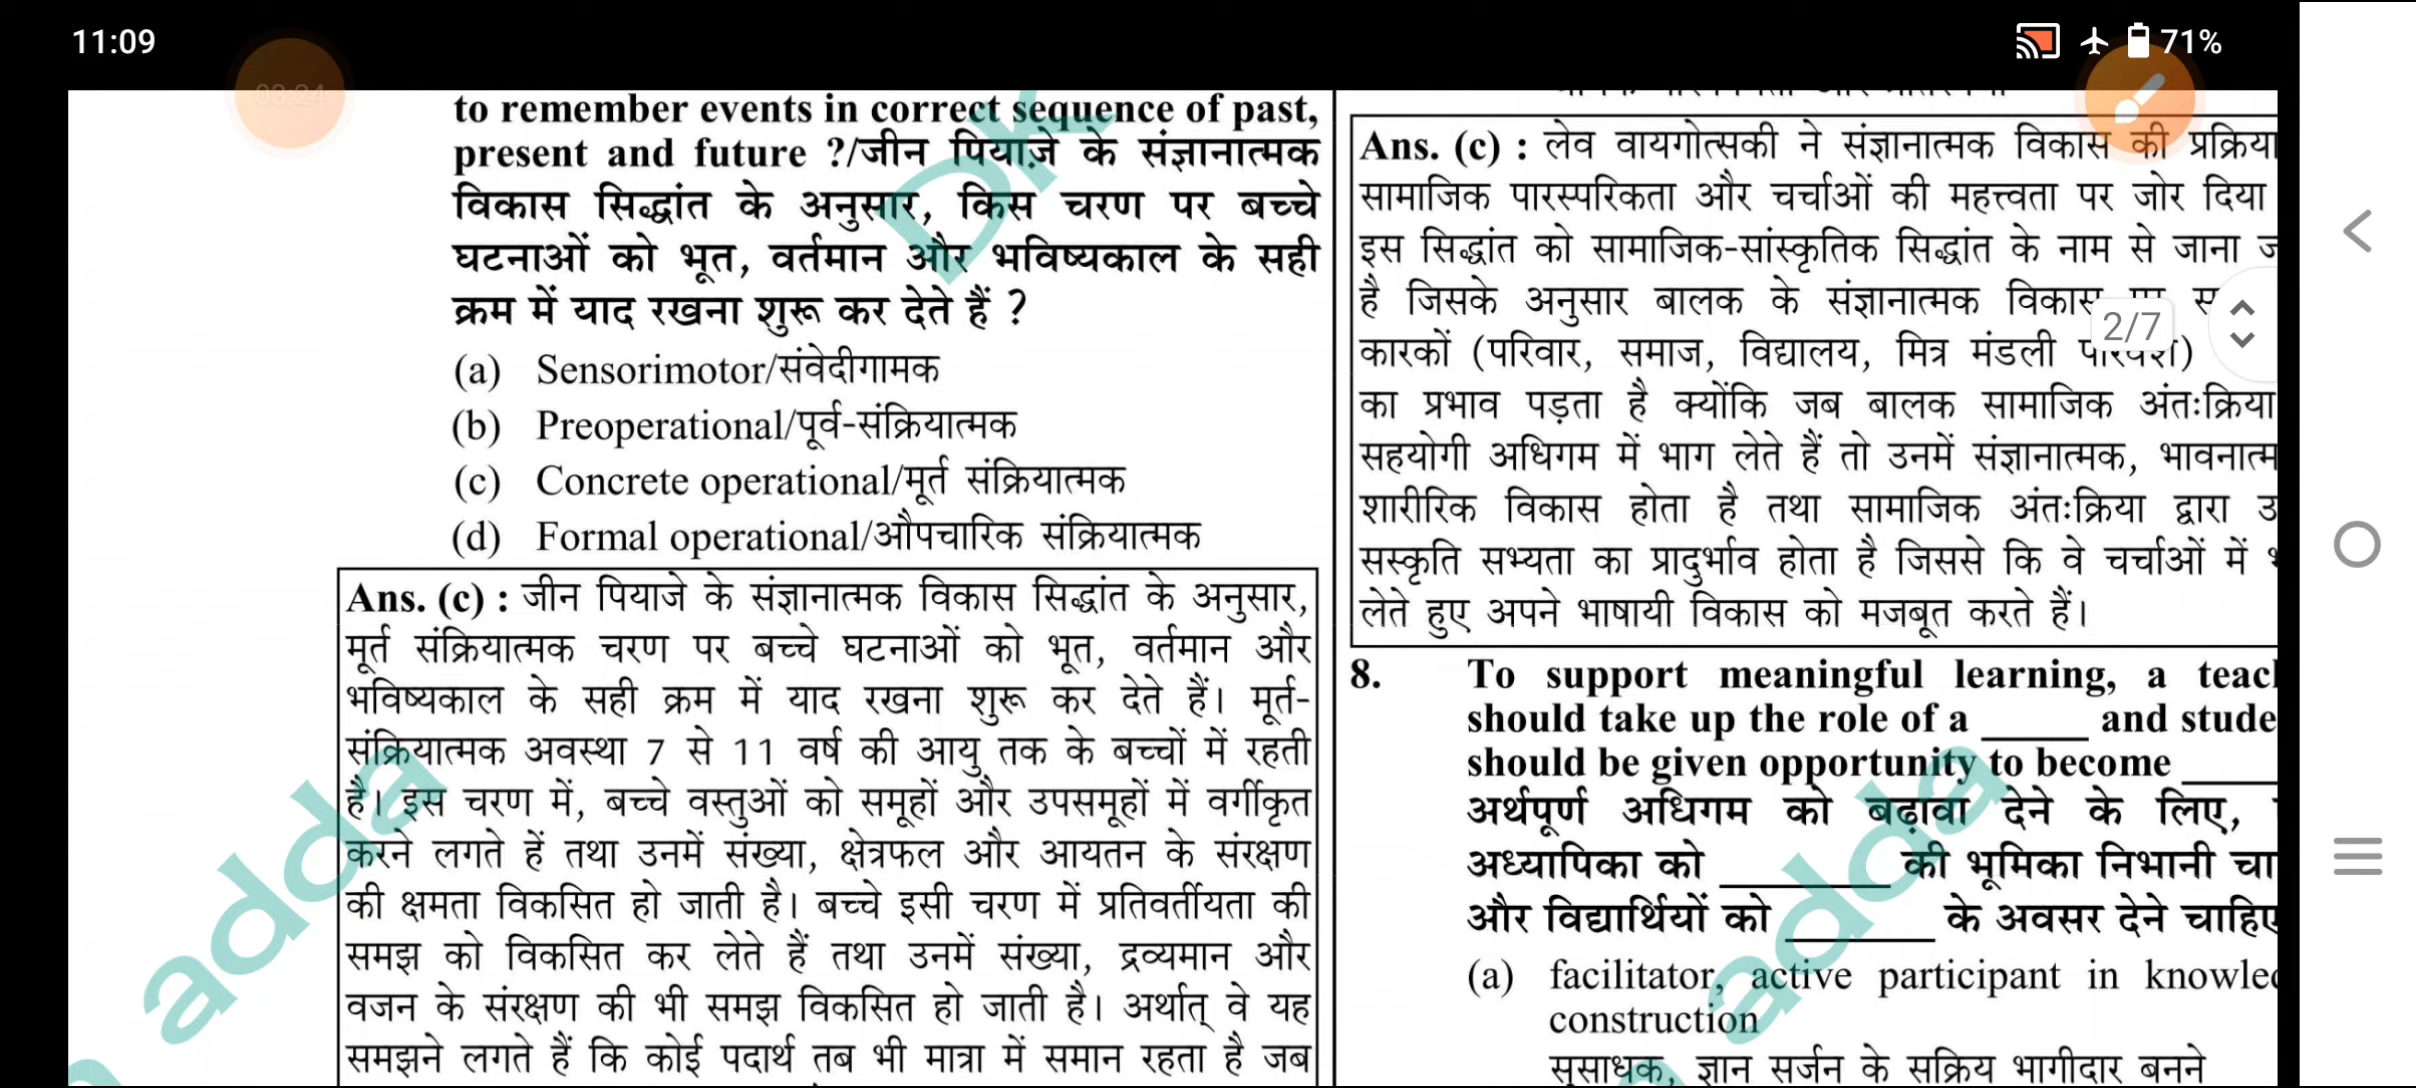 11:09
71%
03:24
to remember events in correct sequence of past,
present and future ?/जीन पियाज़े के संज्ञानात्मक
विकास सिद्धांत के अनुसार, किस चरण पर बच्चे
घटनाओं को भूत, वर्तमान और भविष्यकाल के सही
क्रम में याद रखना शुरू कर देते हैं ?
(a) Sensorimotor/संवेदीगामक
(b) Preoperational/पूर्व-संक्रियात्मक
(c) Concrete operational/मूर्त संक्रियात्मक
(d) Formal operational/औपचारिक संक्रियात्मक
Ans. (c) : जीन पियाजे के संज्ञानात्मक विकास सिद्धांत के अनुसार,
मूर्त संक्रियात्मक चरण पर बच्चे घटनाओं को भूत, वर्तमान और
भविष्यकाल के सही क्रम में याद रखना शुरू कर देते हैं। मूर्त-
संक्रियात्मक अवस्था 7 से 11 वर्ष की आयु तक के बच्चों में रहती
है। इस चरण में, बच्चे वस्तुओं को समूहों और उपसमूहों में वर्गीकृत
करने लगते हें तथा उनमें संख्या, क्षेत्रफल और आयतन के संरक्षण
की क्षमता विकसित हो जाती है। बच्चे इसी चरण में प्रतिवर्तीयता की
समझ को विकसित कर लेते हैं तथा उनमें संख्या, द्रव्यमान और
वजन के संरक्षण की भी समझ विकसित हो जाती है। अर्थात् वे यह
समझने लगते हैं कि कोई पदार्थ तब भी मात्रा में समान रहता है जब
Ans. (c) : लेव वायगोत्सकी ने संज्ञानात्मक विकास की प्रक्रिया
सामाजिक पारस्परिकता और चर्चाओं की महत्त्वता पर जोर दिया
इस सिद्धांत को सामाजिक-सांस्कृतिक सिद्धांत के नाम से जाना
है जिसके अनुसार बालक के संज्ञानात्मक विकास
2/7
कारकों (परिवार, समाज, विद्यालय, मित्र मंडली
का प्रभाव पड़ता है क्योंकि जब बालक सामाजिक अंतःक्रिया
सहयोगी अधिगम में भाग लेते हैं तो उनमें संज्ञानात्मक,
शारीरिक विकास होता है तथा सामाजिक अंतःक्रिया द्वारा
सस्कृति सभ्यता का प्रादुर्भाव होता है जिससे कि वे चर्चाओं में
लेते हुए अपने भाषायी विकास को मजबूत करते हैं।
8. To support meaningful learning, a
should take up the role of a ______ and
should be given opportunity to become ______
अर्थपूर्ण अधिगम को बढ़ावा देने के लिए,
अध्यापिका को ______ की भूमिका निभानी
और विद्यार्थियों को ______ के अवसर देने
(a) facilitator, active participant in
construction
सुसाधक, ज्ञान सर्जन के सक्रिय भागीदार बनने
DK
adda
adda